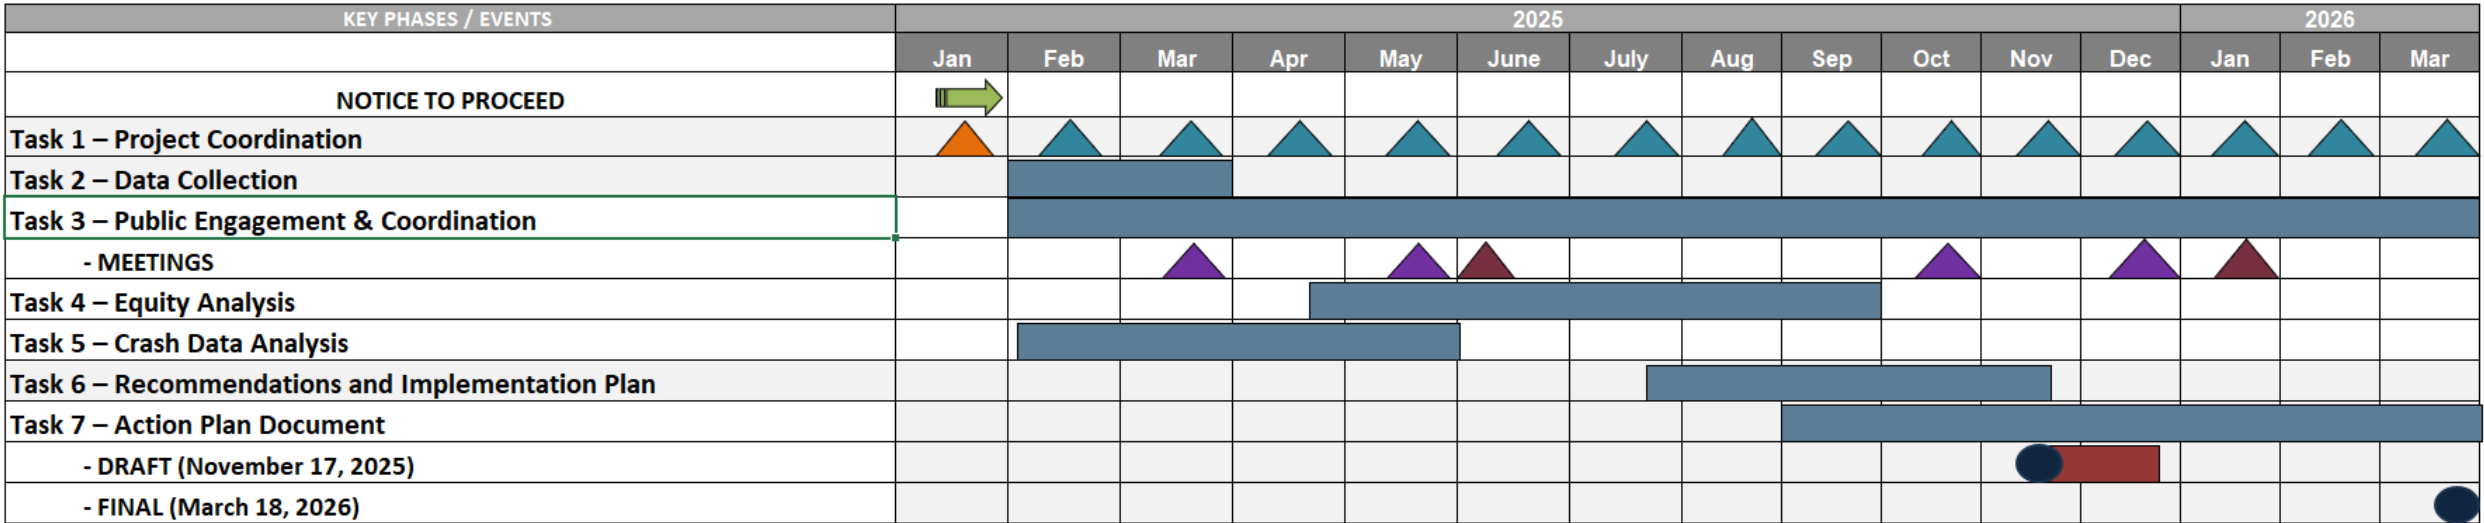 KEY PHASES / EVENTS 2025 2026
Jan Feb Mar Apr May June July Aug Sep Oct Nov Dec Jan Feb Mar
NOTICE TO PROCEED
Task 1 – Project Coordination
Task 2 – Data Collection
Task 3 – Public Engagement & Coordination
- MEETINGS
Task 4 – Equity Analysis
Task 5 – Crash Data Analysis
Task 6 – Recommendations and Implementation Plan
Task 7 – Action Plan Document
- DRAFT (November 17, 2025)
- FINAL (March 18, 2026)